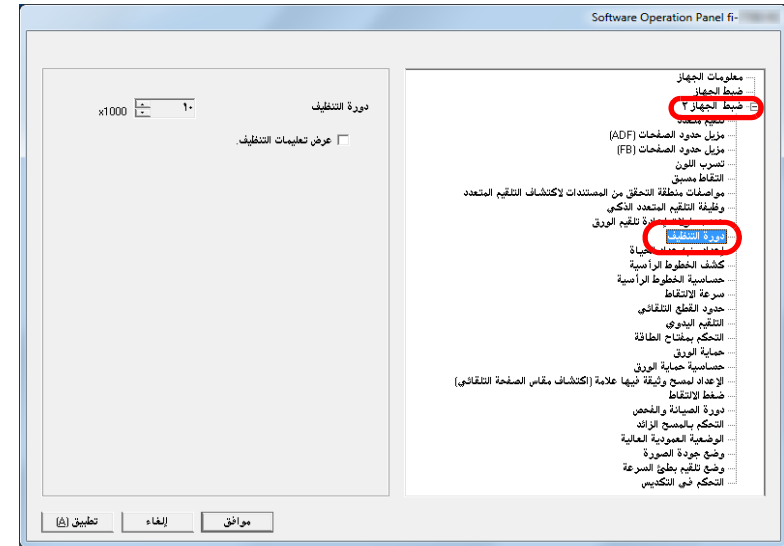 Software Operation Panel fi-
معلومات الجهاز
ضبط الجهاز
ضبط الجهاز ٢
تلقيم متعدد
مزيل حدود الصفحات (ADF)
مزيل حدود الصفحات (FB)
تسرب اللون
التقاط مسبق
مواصفات منطقة التحقق من المستندات لاكتشاف التلقيم المتعدد
وظيفة التلقيم المتعدد الذكي
تلقيم الورق
دورة التنظيف
كشف الخطوط الرأسية
حساسية الخطوط الرأسية
سرعة الالتقاط
حدود القطع التلقائي
التلقيم اليدوي
التحكم بمفتاح الطاقة
حماية الورق
حساسية حماية الورق
الإعداد لمسح وثيقة فيها علامة (اكتشاف مقاس الصفحة التلقائي)
ضغط الالتقاط
دورة الصيانة والفحص
التحكم بالمسح الزائد
الوضعية العمودية العالية
وضع جودة الصورة
وضع تلقيم بطئ السرعة
التحكم في التكديس
دورة التنظيف
١٠
x1000
عرض تعليمات التنظيف.
موافق
إلغاء
تطبيق (A)